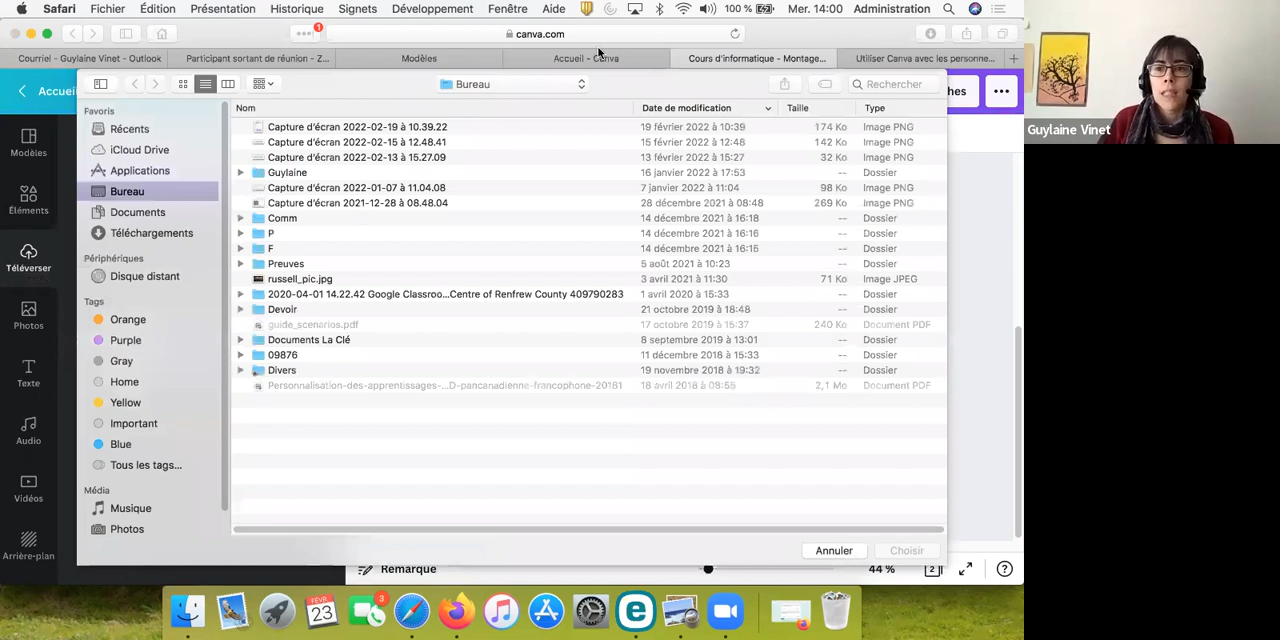 Safari Fichier Édition Présentation Historique Signets Développement Fenêtre Aide 100 % Mer. 14:00 Administration
1
canva.com
Courriel - Guylaine Vinet - Outlook Participant sortant de réunion - Z... Modèles Accueil - Canva Cours d'informatique - Montage... Utiliser Canva avec les personne...
Accueil hes
Bureau Rechercher
Favoris Nom Date de modification Taille Type
Récents Capture d'écran 2022-02-19 à 10.39.22 19 février 2022 à 10:39 174 Ko Image PNG
Capture d'écran 2022-02-15 à 12.48.41 15 février 2022 à 12:48 142 Ko Image PNG
iCloud Drive Capture d'écran 2022-02-13 à 15.27.09 13 février 2022 à 15:27 32 Ko Image PNG
Applications Guylaine 16 janvier 2022 à 17:53 -- Dossier
Bureau Capture d'écran 2022-01-07 à 11.04.08 7 janvier 2022 à 11:04 98 Ko Image PNG
Capture d'écran 2021-12-28 à 08.48.04 28 décembre 2021 à 08:48 269 Ko Image PNG
Documents Comm 14 décembre 2021 à 16:18 -- Dossier
Téléchargements P 14 décembre 2021 à 16:16 -- Dossier
F 14 décembre 2021 à 16:15 -- Dossier
Périphériques Preuves 5 août 2021 à 10:23 -- Dossier
Disque distant russell_pic.jpg 3 avril 2021 à 11:30 71 Ko Image JPEG
2020-04-01 14.22.42 Google Classroo...Centre of Renfrew County 409790283 1 avril 2020 à 15:33 -- Dossier
Tags Devoir 21 octobre 2019 à 18:48 -- Dossier
Orange guide_scenarios.pdf 17 octobre 2019 à 15:37 240 Ko Document PDF
Purple Documents La Clé 8 septembre 2019 à 13:01 -- Dossier
Gray 09876 11 décembre 2018 à 15:33 -- Dossier
Divers 19 novembre 2018 à 19:32 -- Dossier
Home Personnalisation-des-apprentissages-...D-pancanadienne-francophone-20181 18 avril 2018 à 08:55 2,1 Mo Document PDF
Yellow
Important
Blue
Tous les tags...
Média
Musique
Photos
Annuler Choisir
Modèles
Éléments
Téléverser
Photos
Texte
Audio
Vidéos
Arrière-plan
Remarque 44 % 2 ?
FÉVR.
23
3
e
Guylaine Vinet